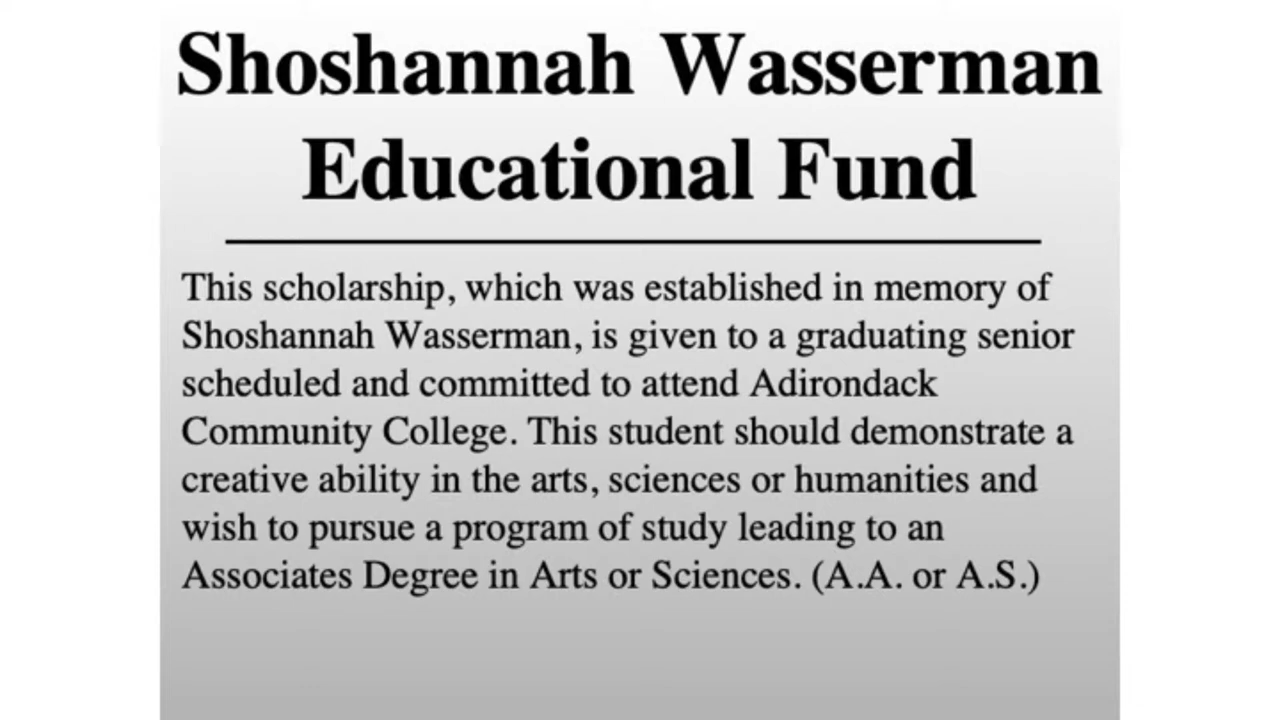 Shoshannah Wasserman
Educational Fund
This scholarship, which was established in memory of
Shoshannah Wasserman, is given to a graduating senior
scheduled and committed to attend Adirondack
Community College. This student should demonstrate a
creative ability in the arts, sciences or humanities and
wish to pursue a program of study leading to an
Associates Degree in Arts or Sciences. (A.A. or A.S.)